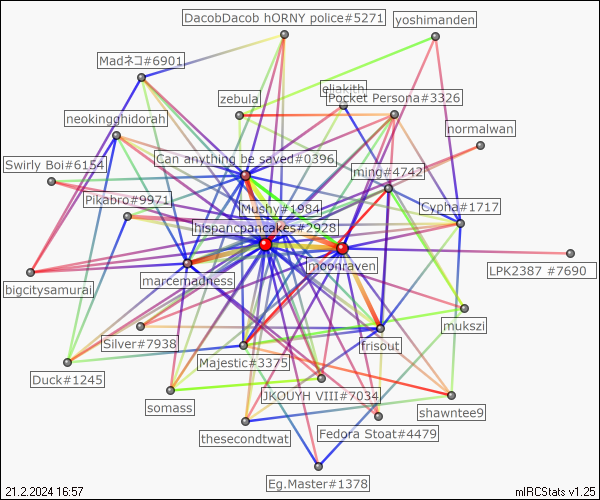 DacobDacob hORNY police#5271
yoshimanden
Madネコ#6901
eliakith
zebula
Pocket Persona#3326
neokingghidorah
normalwan
Can anything be saved#0396
Swirly Boi#6154
ming#4742
Pikabro#9971
Mushy#1984
Cypha#1717
hispancpancakes#2928
moonraven
LPK2387 #7690
marcemadness
bigcitysamurai
mukszi
Silver#7938
frisout
Majestic#3375
Duck#1245
JKOUYH VIII#7034
somass
shawntee9
Fedora Stoat#4479
thesecondtwat
Eg.Master#1378
21.2.2024 16:57
mIRCStats v1.25